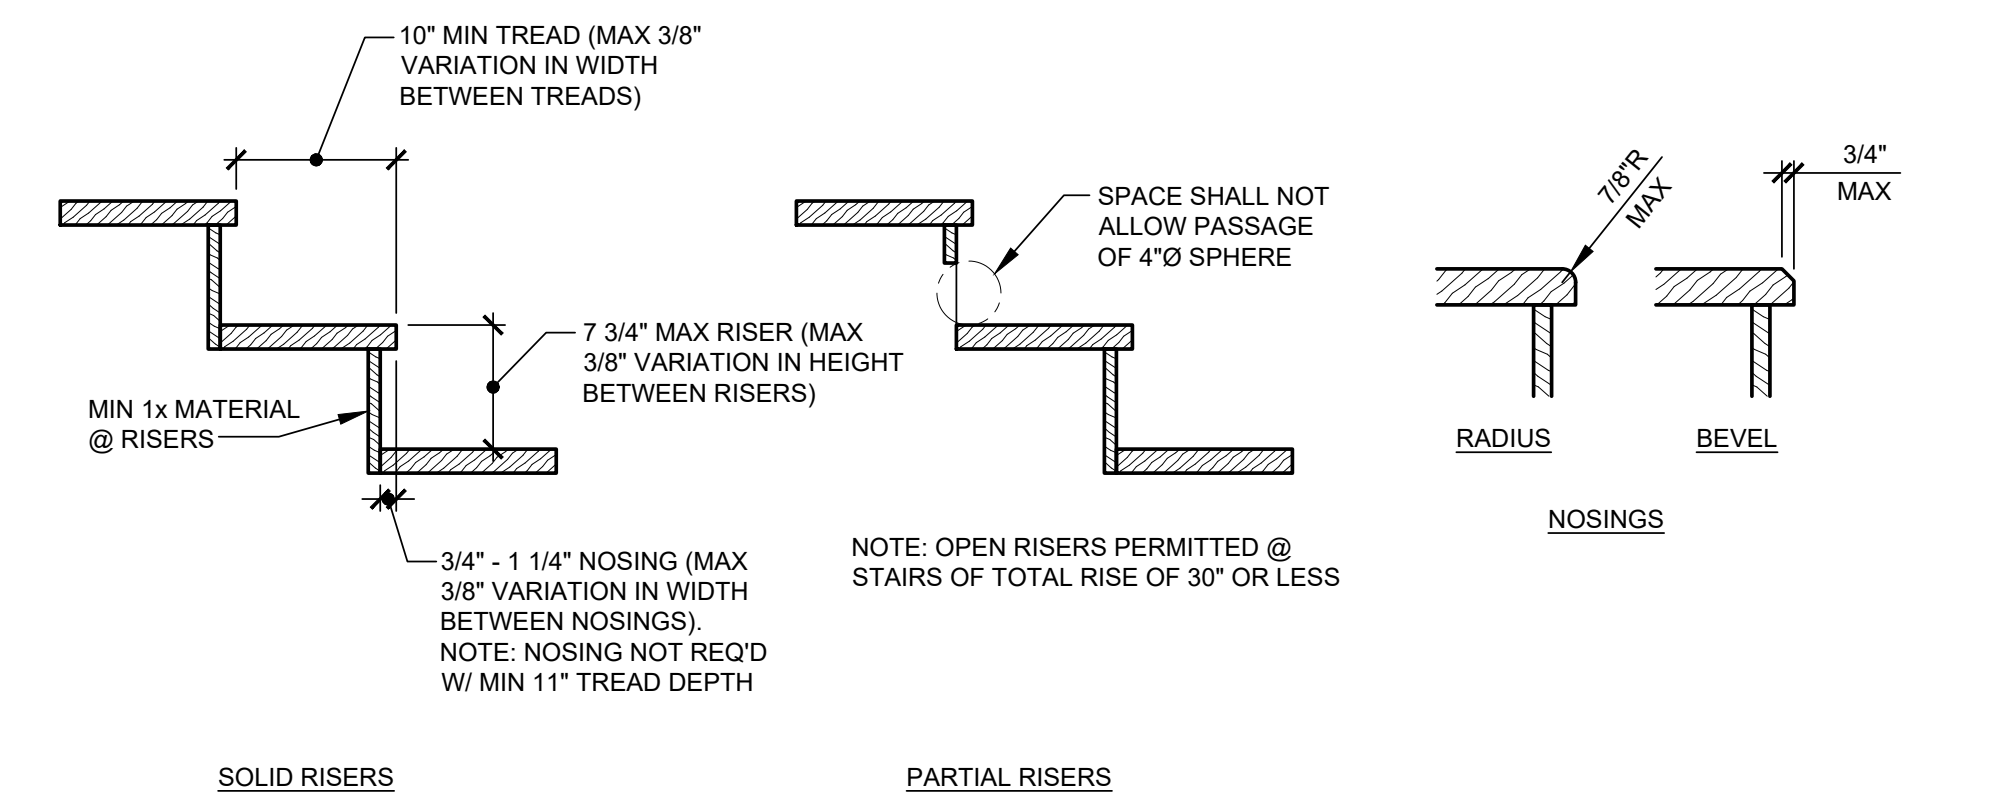 10" MIN TREAD (MAX 3/8"
VARIATION IN WIDTH
BETWEEN TREADS)
7 3/4" MAX RISER (MAX
3/8" VARIATION IN HEIGHT
BETWEEN RISERS)
MIN 1x MATERIAL
@ RISERS
3/4" - 1 1/4" NOSING (MAX
3/8" VARIATION IN WIDTH
BETWEEN NOSINGS).
NOTE: NOSING NOT REQ'D
W/ MIN 11" TREAD DEPTH
SOLID RISERS
SPACE SHALL NOT
ALLOW PASSAGE
OF 4"Ø SPHERE
NOTE: OPEN RISERS PERMITTED @
STAIRS OF TOTAL RISE OF 30" OR LESS
PARTIAL RISERS
7/8"R
MAX
3/4"
MAX
RADIUS
BEVEL
NOSINGS